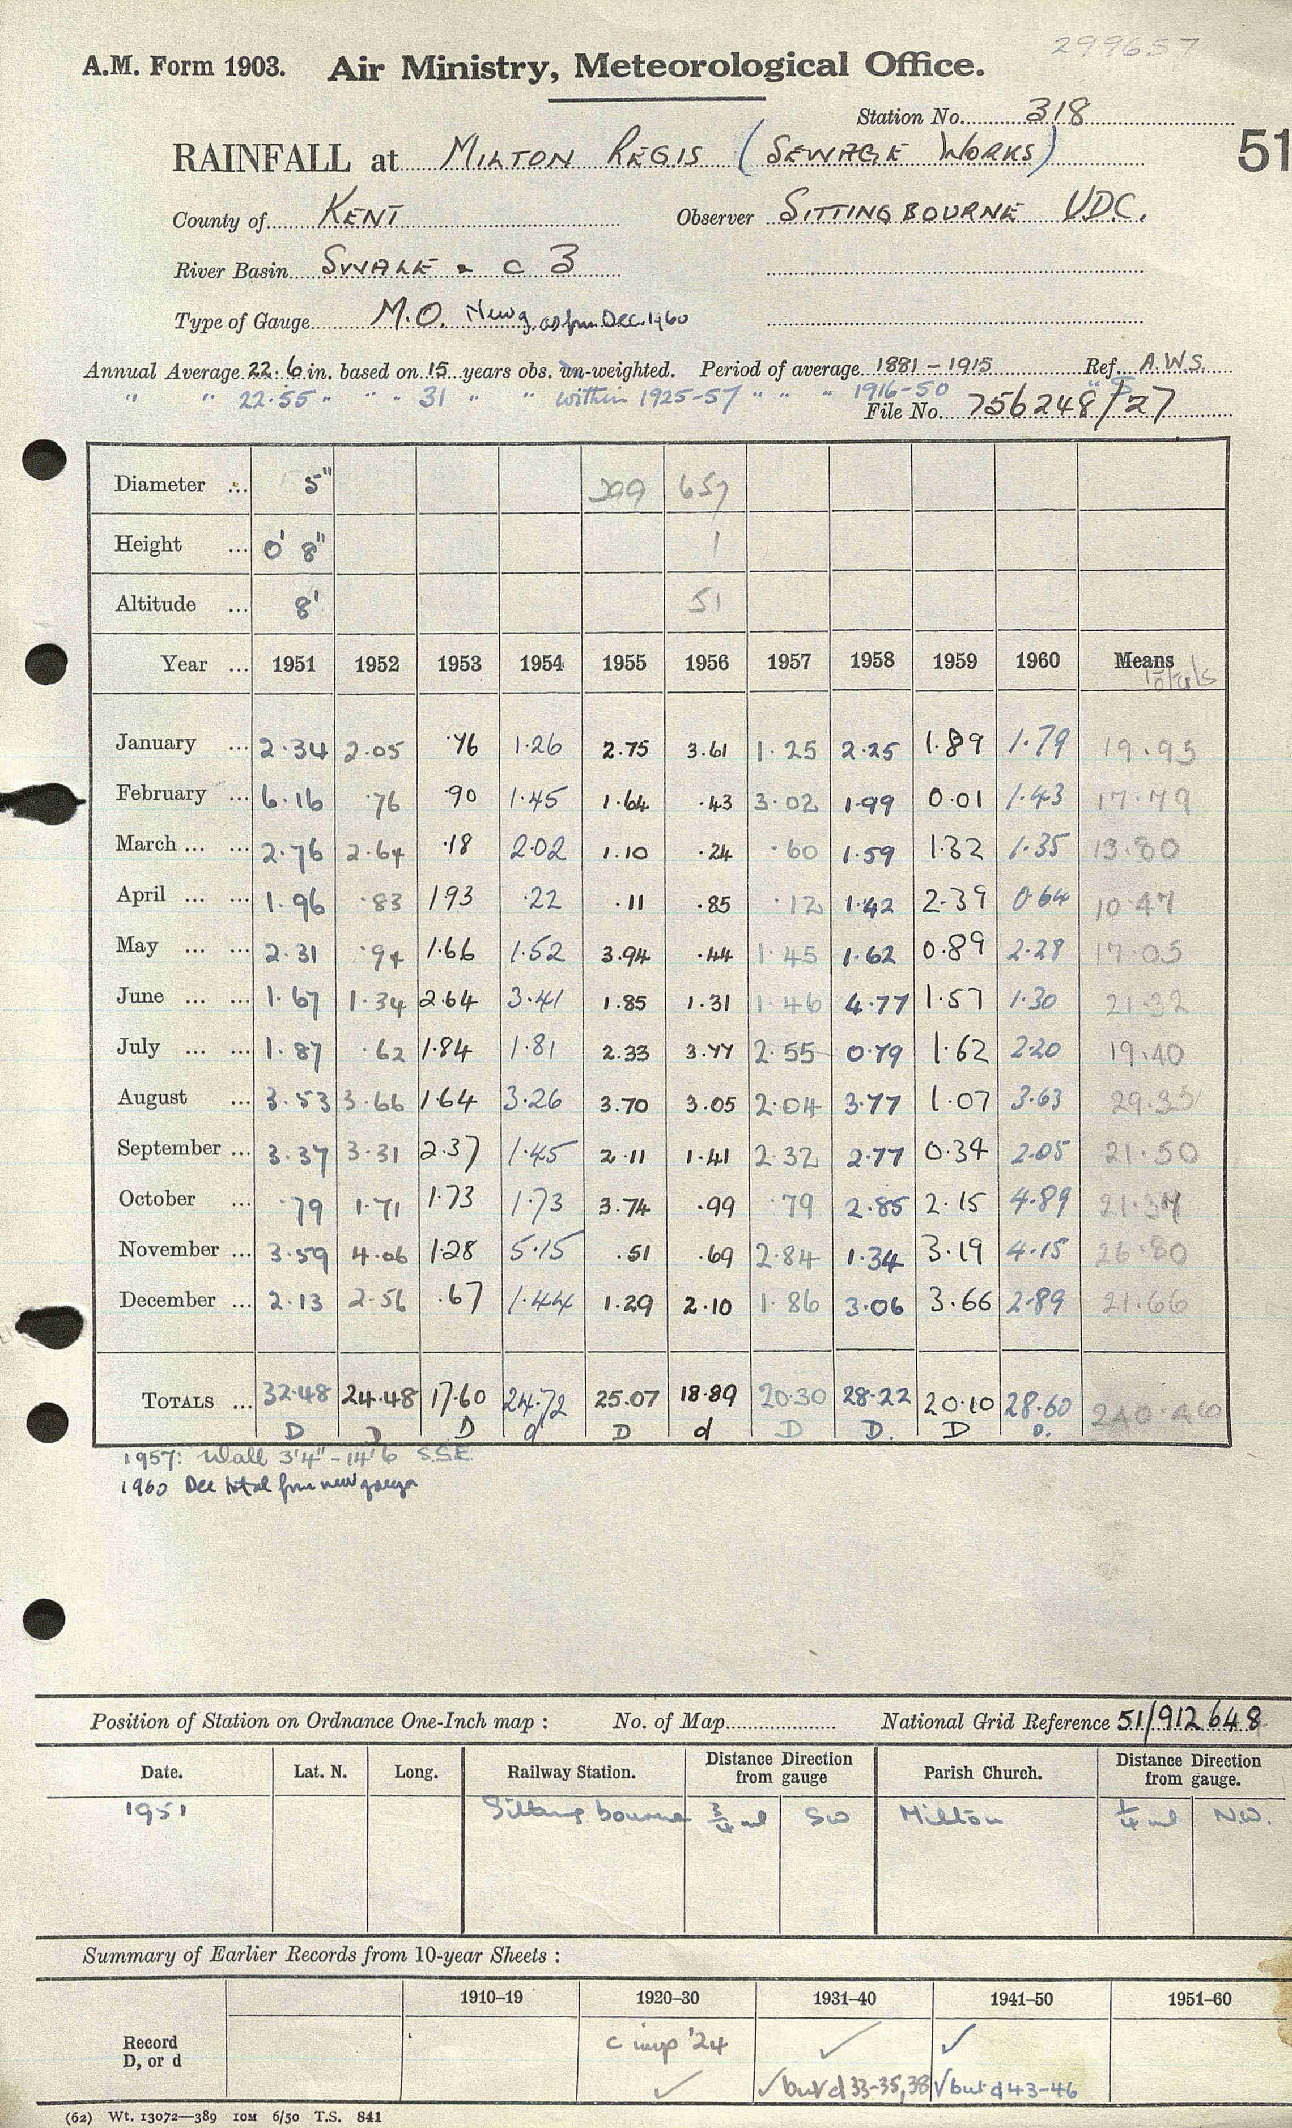 299657
A.M. Form 1903. Air Ministry, Meteorological Office.
Station No. 318
51
RAINFALL at MILTON REGIS (SEWAGE WORKS)
County of KENT Observer SITTINGBOURNE UDC.
River Basin SWALE & C 3
Type of Gauge M.O. New g. as from Dec. 1960
Annual Average 22.6 in. based on 15 years obs. un-weighted. Period of average 1881-1915 Ref. A.W.S.
" " 22.55 " " " 31 " " within 1925-57 " " " 1916-50 " "
File No. 756248/27
Diameter ... 5" 299 657
Height ... 0' 8" 1
Altitude ... 8' 51
Year ... 1951 1952 1953 1954 1955 1956 1957 1958 1959 1960 Means
Totals
January ... 2.34 2.05 .76 1.26 2.75 3.61 1.25 2.25 1.89 1.79 19.95
February ... 6.16 .76 .90 1.45 1.64 .43 3.02 1.99 0.01 1.43 17.79
March ... ... 2.76 2.64 .18 2.02 1.10 .24 .60 1.59 1.32 1.35 13.80
April ... ... 1.96 .83 1.93 .22 .11 .85 .12 1.42 2.39 0.64 10.47
May ... ... 2.31 .94 1.66 1.52 3.94 .44 1.45 1.62 0.89 2.28 17.05
June ... ... 1.67 1.34 2.64 3.41 1.85 1.31 1.46 4.77 1.57 1.30 21.32
July ... ... 1.87 .62 1.84 1.81 2.33 3.77 2.55 0.79 1.62 2.20 19.40
August ... 3.53 3.66 1.64 3.26 3.70 3.05 2.04 3.77 1.07 3.63 29.35
September ... 3.37 3.31 2.37 1.45 2.11 1.41 2.32 2.77 0.34 2.05 21.50
October ... .79 1.71 1.73 1.73 3.74 .99 .79 2.85 2.15 4.89 21.37
November ... 3.59 4.06 1.28 5.15 .51 .69 2.84 1.34 3.19 4.15 26.80
December ... 2.13 2.56 .67 1.44 1.29 2.10 1.86 3.06 3.66 2.89 21.66
TOTALS ... 32.48 24.48 17.60 24.72 25.07 18.89 20.30 28.22 20.10 28.60 240.46
D D D d D d D D. D D.
1957: Wall 3'4" - 14'6 S.S.E.
1960 Dec total from new gauge
Position of Station on Ordnance One-Inch map : No. of Map National Grid Reference 51/912648
Date. Lat. N. Long. Railway Station. Distance Direction from gauge Parish Church. Distance Direction from gauge.
1951 Sittingbourne 3/4 ml SW Milton 1/4 ml N.W.
Summary of Earlier Records from 10-year Sheets :
1910–19 1920–30 1931–40 1941–50 1951–60
Record D, or d c imp '24 ✓ ✓
✓ ✓ but d 33-35, 38 ✓ but d 43-46
(62) Wt. 13072—389 10M 6/50 T.S. 841